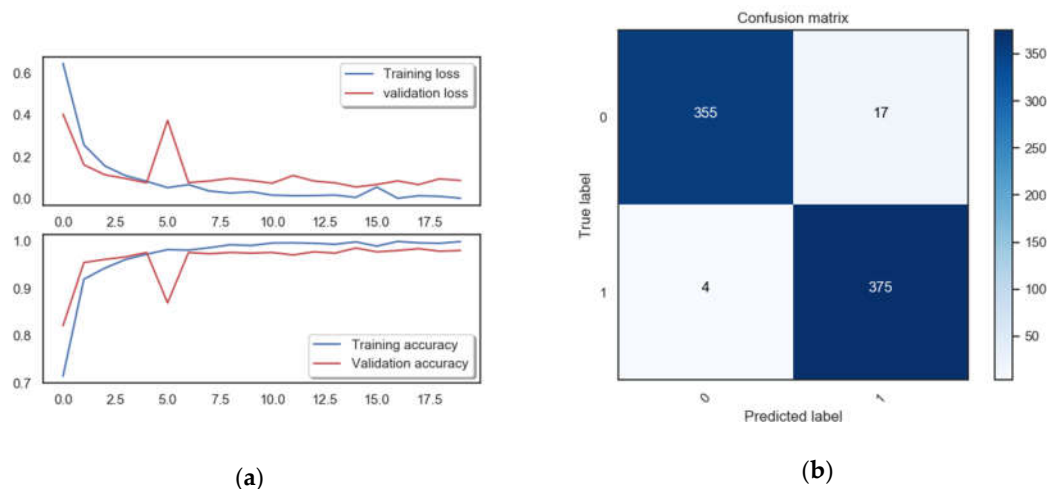 0.6
0.4
0.2
0.0
Training loss
validation loss
0.0 2.5 5.0 7.5 10.0 12.5 15.0 17.5
1.0
0.9
0.8
0.7
Training accuracy
Validation accuracy
0.0 2.5 5.0 7.5 10.0 12.5 15.0 17.5
(a)
Confusion matrix
True label
0
1
355 17
4 375
0 1
Predicted label
350
300
250
200
150
100
50
(b)